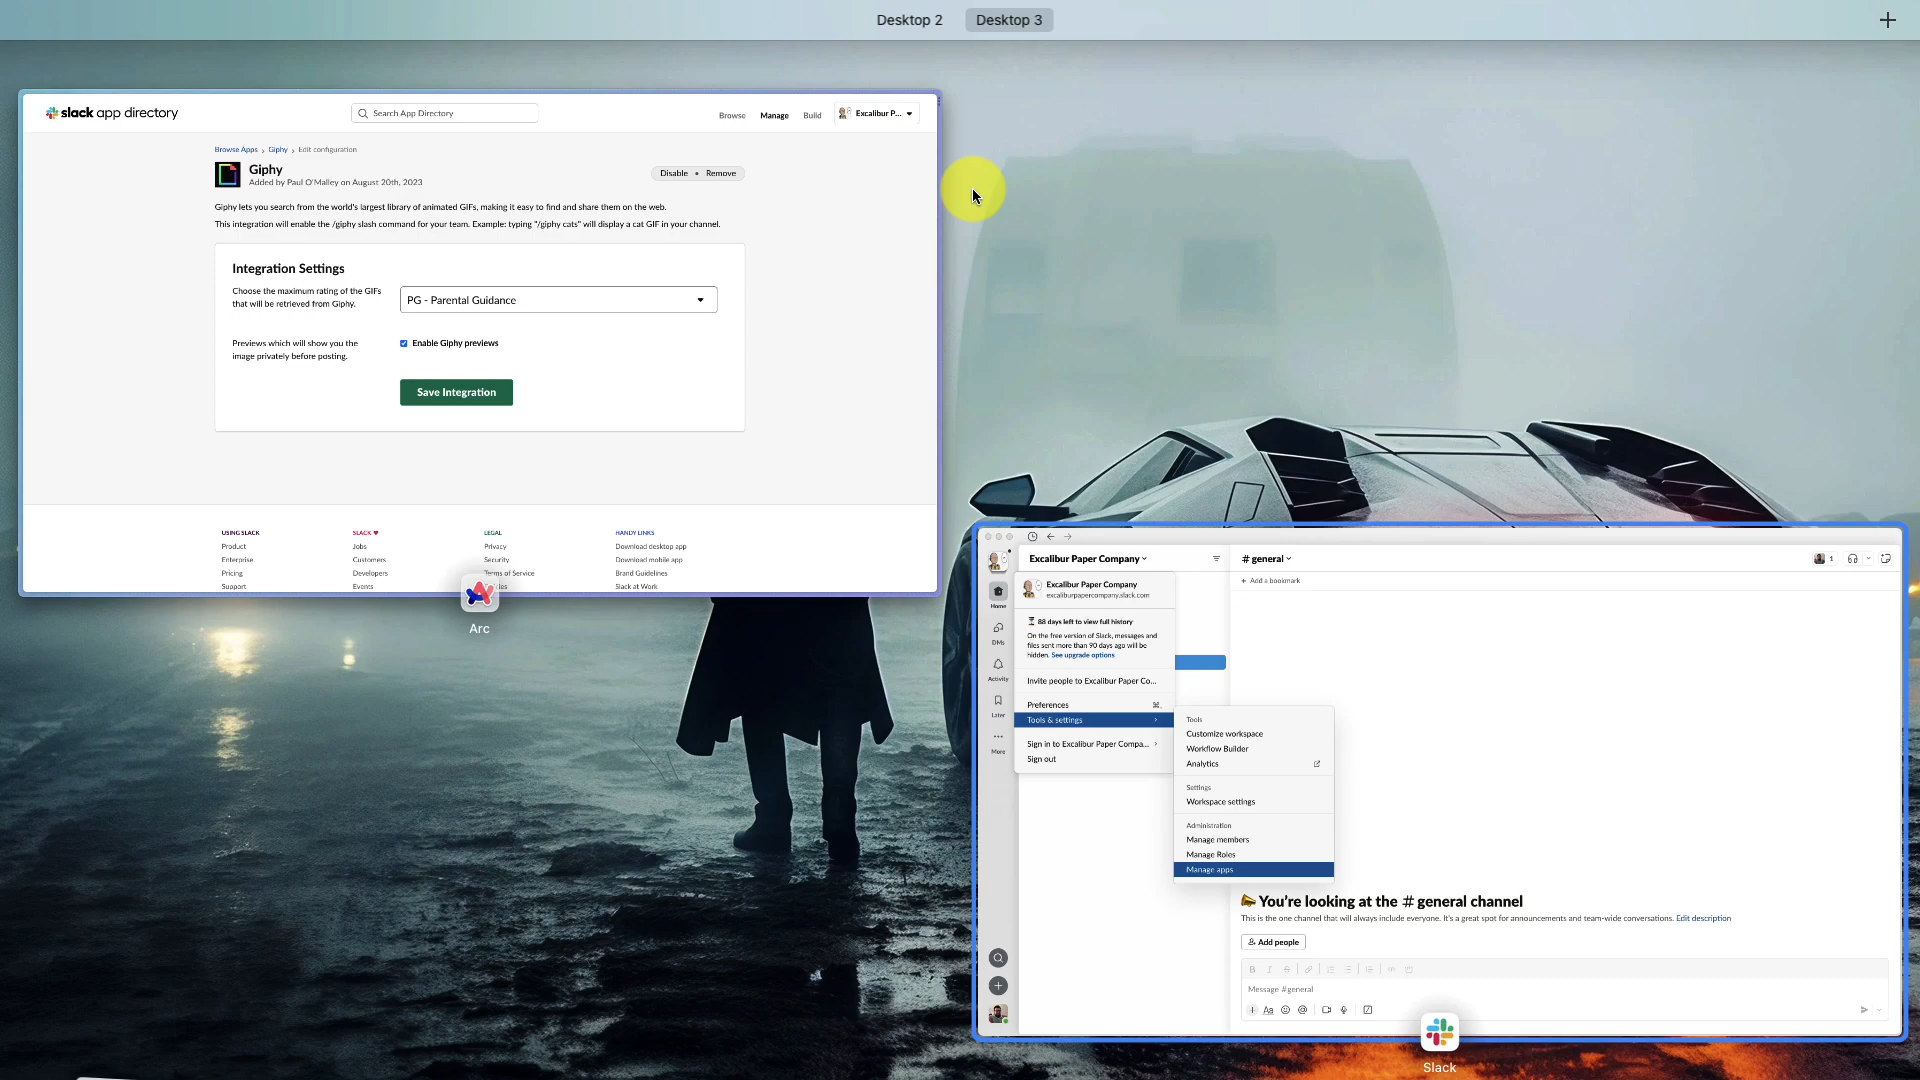 Desktop 2
Desktop 3
slack app directory
Search App Directory
Browse
Manage
Build
Excalibur P...
Browse Apps › Giphy › Edit configuration
Giphy
Added by Paul O'Malley on August 20th, 2023
Disable • Remove
Giphy lets you search from the world's largest library of animated GIFs, making it easy to find and share them on the web.
This integration will enable the /giphy slash command for your team. Example: typing "/giphy cats" will display a cat GIF in your channel.
Integration Settings
Choose the maximum rating of the GIFs
that will be retrieved from Giphy.
PG - Parental Guidance
Previews which will show you the
image privately before posting.
Enable Giphy previews
Save Integration
USING SLACK
Product
Enterprise
Pricing
Support
SLACK ♥
Jobs
Customers
Developers
Events
LEGAL
Privacy
Security
Terms of Service
HANDY LINKS
Download desktop app
Download mobile app
Brand Guidelines
Slack at Work
Arc
Excalibur Paper Company
# general
1
+ Add a bookmark
Home
DMs
Activity
Later
More
Excalibur Paper Company
excaliburpapercompany.slack.com
88 days left to view full history
On the free version of Slack, messages and
files sent more than 90 days ago will be
hidden. See upgrade options
Invite people to Excalibur Paper Co...
Preferences
⌘,
Tools & settings
Sign in to Excalibur Paper Compa...
Sign out
Tools
Customize workspace
Workflow Builder
Analytics
Settings
Workspace settings
Administration
Manage members
Manage Roles
Manage apps
You're looking at the # general channel
This is the one channel that will always include everyone. It's a great spot for announcements and team-wide conversations. Edit description
Add people
Message #general
Slack